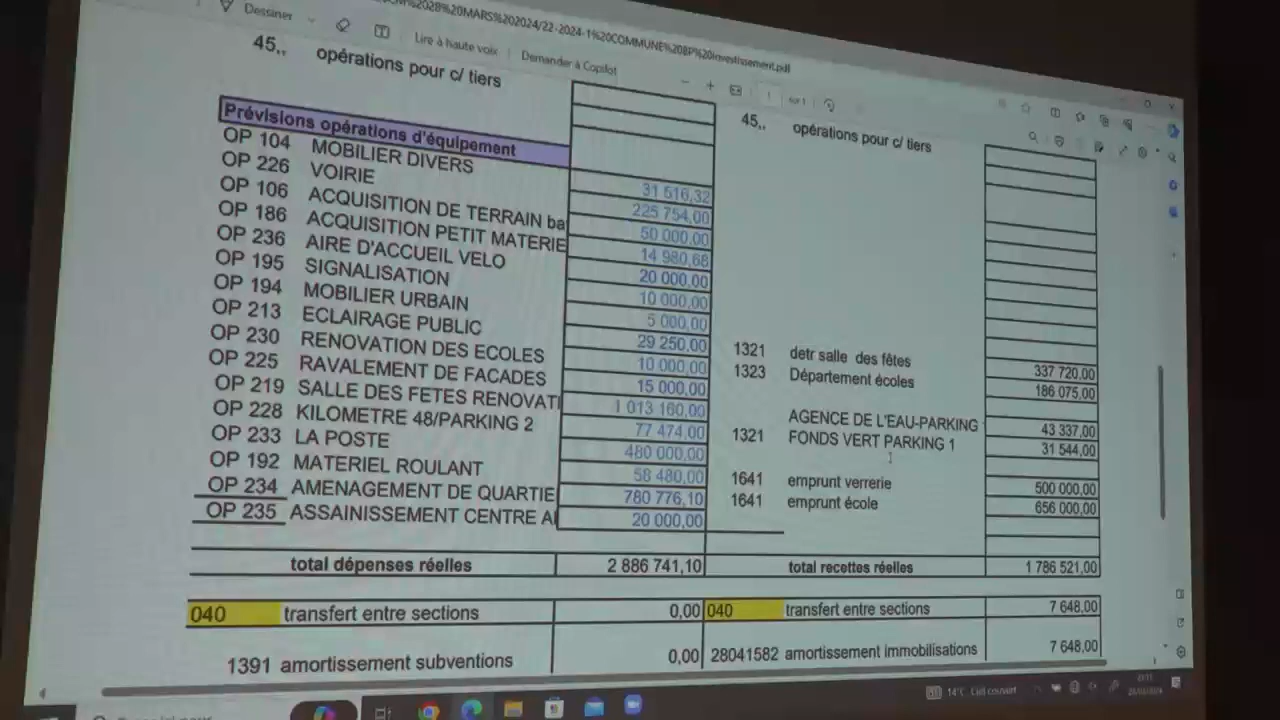 Dessiner
Lire à haute voix
Demander à Copilot
45,, opérations pour c/ tiers
45,, opérations pour c/ tiers
Prévisions opérations d'équipement
OP 104 MOBILIER DIVERS 31 516,32
OP 226 VOIRIE 225 754,00
OP 106 ACQUISITION DE TERRAIN ba 50 000,00
OP 186 ACQUISITION PETIT MATERIE 14 980,68
OP 236 AIRE D'ACCUEIL VELO 20 000,00
OP 195 SIGNALISATION 10 000,00
OP 194 MOBILIER URBAIN 5 000,00
OP 213 ECLAIRAGE PUBLIC 29 250,00
OP 230 RENOVATION DES ECOLES 10 000,00
OP 225 RAVALEMENT DE FACADES 15 000,00
OP 219 SALLE DES FETES RENOVATI 1 013 160,00
OP 228 KILOMETRE 48/PARKING 2 77 474,00
OP 233 LA POSTE 480 000,00
OP 192 MATERIEL ROULANT 58 480,00
OP 234 AMENAGEMENT DE QUARTIE 780 776,10
OP 235 ASSAINISSEMENT CENTRE A 20 000,00
1321 detr salle des fêtes 337 720,00
1323 Département écoles 186 075,00
AGENCE DE L'EAU-PARKING 43 337,00
1321 FONDS VERT PARKING 1 31 544,00
1641 emprunt verrerie 500 000,00
1641 emprunt école 656 000,00
total dépenses réelles 2 886 741,10 total recettes réelles 1 786 521,00
040 transfert entre sections 0,00 040 transfert entre sections 7 648,00
1391 amortissement subventions 0,00 28041582 amortissement immobilisations 7 648,00
14°C Ciel couvert